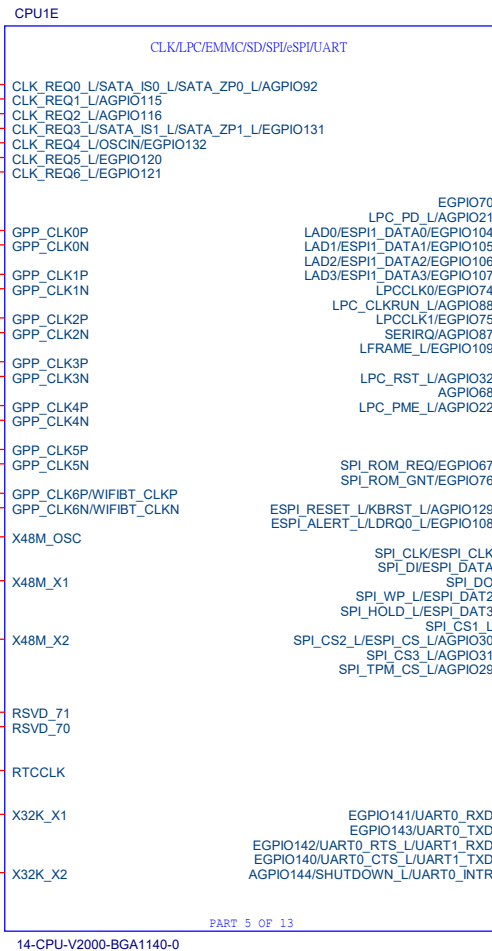 CPU1E
CLK/LPC/EMMC/SD/SPI/eSPI/UART
CLK_REQ0_L/SATA_IS0_L/SATA_ZP0_L/AGPIO92
CLK_REQ1_L/AGPIO115
CLK_REQ2_L/AGPIO116
CLK_REQ3_L/SATA_IS1_L/SATA_ZP1_L/EGPIO131
CLK_REQ4_L/OSCIN/EGPIO132
CLK_REQ5_L/EGPIO120
CLK_REQ6_L/EGPIO121
GPP_CLK0P
GPP_CLK0N
GPP_CLK1P
GPP_CLK1N
GPP_CLK2P
GPP_CLK2N
GPP_CLK3P
GPP_CLK3N
GPP_CLK4P
GPP_CLK4N
GPP_CLK5P
GPP_CLK5N
GPP_CLK6P/WIFIBT_CLKP
GPP_CLK6N/WIFIBT_CLKN
X48M_OSC
X48M_X1
X48M_X2
RSVD_71
RSVD_70
RTCCLK
X32K_X1
X32K_X2
EGPIO70
LPC_PD_L/AGPIO21
LAD0/ESPI1_DATA0/EGPIO104
LAD1/ESPI1_DATA1/EGPIO105
LAD2/ESPI1_DATA2/EGPIO106
LAD3/ESPI1_DATA3/EGPIO107
LPCCLK0/EGPIO74
LPC_CLKRUN_L/AGPIO88
LPCCLK1/EGPIO75
SERIRQ/AGPIO87
LFRAME_L/EGPIO109
LPC_RST_L/AGPIO32
AGPIO68
LPC_PME_L/AGPIO22
SPI_ROM_REQ/EGPIO67
SPI_ROM_GNT/EGPIO76
ESPI_RESET_L/KBRST_L/AGPIO129
ESPI_ALERT_L/LDRQ0_L/EGPIO108
SPI_CLK/ESPI_CLK
SPI_DI/ESPI_DATA
SPI_DO
SPI_WP_L/ESPI_DAT2
SPI_HOLD_L/ESPI_DAT3
SPI_CS1_L
SPI_CS2_L/ESPI_CS_L/AGPIO30
SPI_CS3_L/AGPIO31
SPI_TPM_CS_L/AGPIO29
EGPIO141/UART0_RXD
EGPIO143/UART0_TXD
EGPIO142/UART0_RTS_L/UART1_RXD
EGPIO140/UART0_CTS_L/UART1_TXD
AGPIO144/SHUTDOWN_L/UART0_INTR
PART 5 OF 13
14-CPU-V2000-BGA1140-0